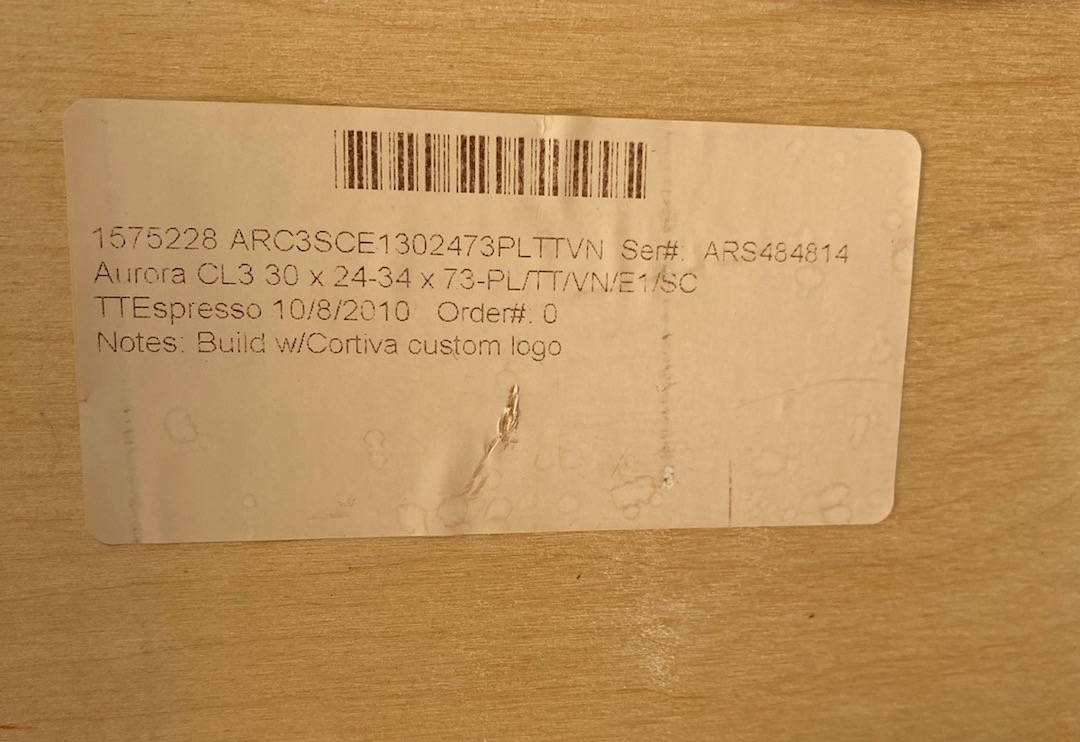 1575228 ARC3SCE1302473PLTTVN Ser#: ARS484814
Aurora CL3 30 x 24-34 x 73-PL/TT/VN/E1/SC
TTEspresso 10/8/2010 Order#: 0
Notes: Build w/Cortiva custom logo